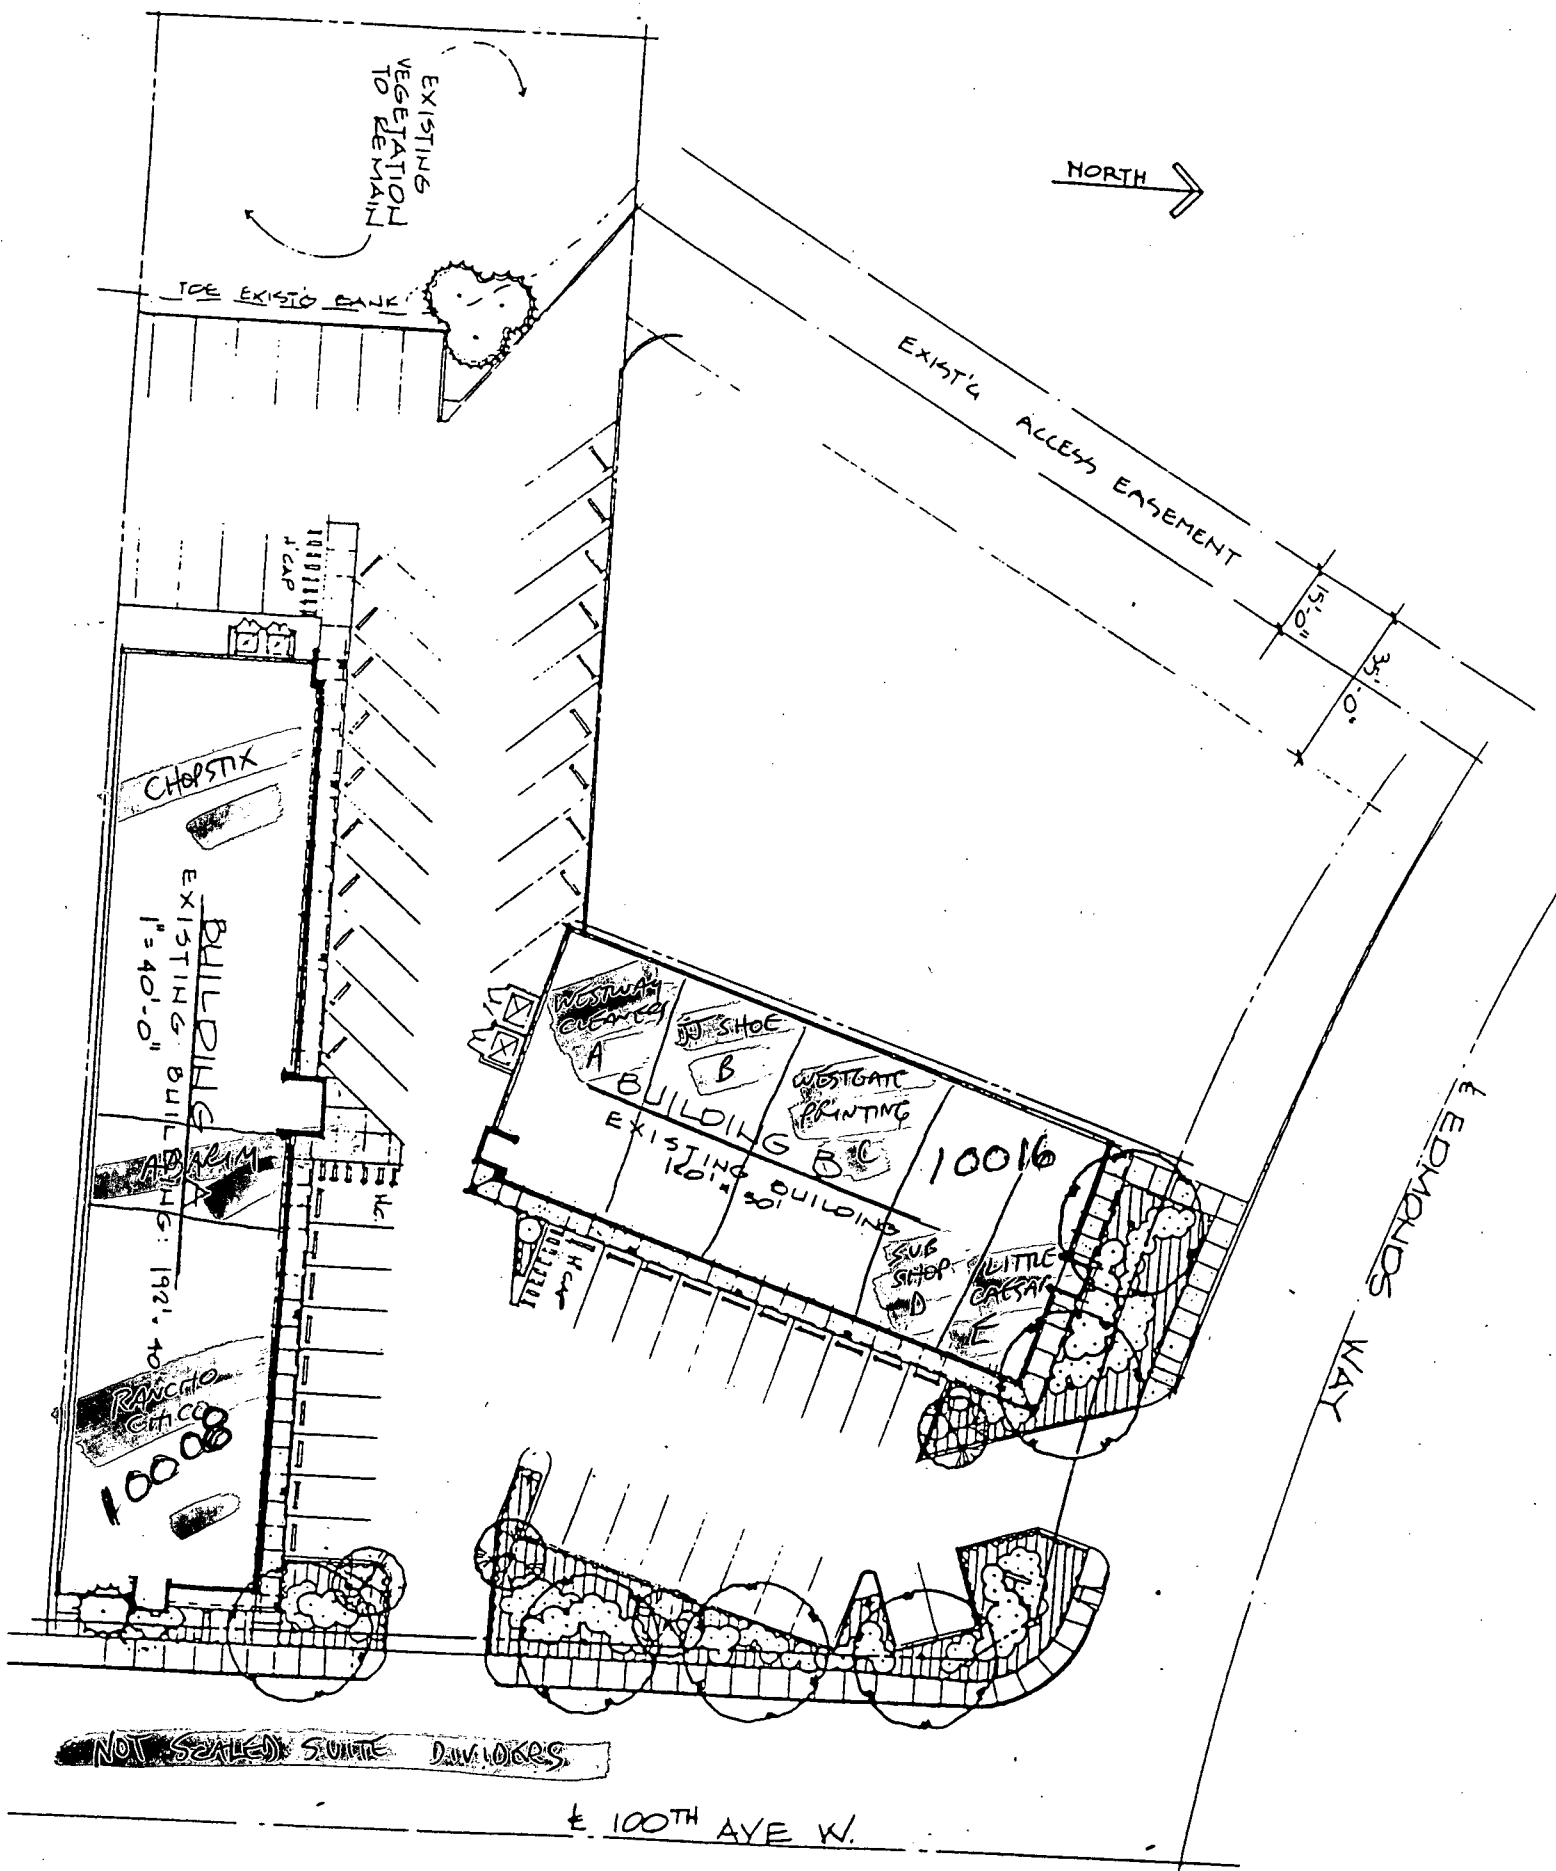 EXISTING
VEGETATION
TO REMAIN
NORTH
TOE EXIST'G BANK
EXIST'G ACCESS EASEMENT
15'-0"
35'-0"
H'CAP
CHOPSTIX
BUILDING A
EXISTING BUILDING: 192' · 40'
1" = 40'-0"
H.C.
RANCHO
CHICO
10008
WESTWAY
CLEANERS
A
JJ SHOE
B
WESTGATE
PRINTING
C
BUILDING B
EXISTING BUILDING
120' x 50'
10016
SUB
SHOP
D
LITTLE
CAESAR
E
H'CAP
℄ EDMONDS WAY
NOT SCALED SUITE DIVIDERS
℄ 100TH AVE W.